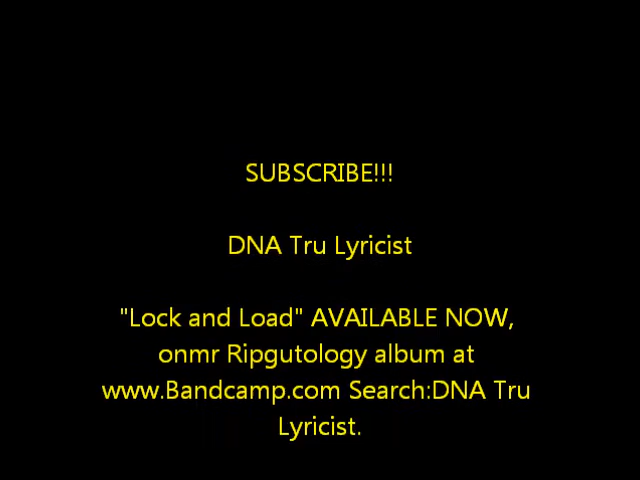 SUBSCRIBE!!!
DNA Tru Lyricist
"Lock and Load" AVAILABLE NOW,
onmr Ripgutology album at
www.Bandcamp.com Search:DNA Tru
Lyricist.